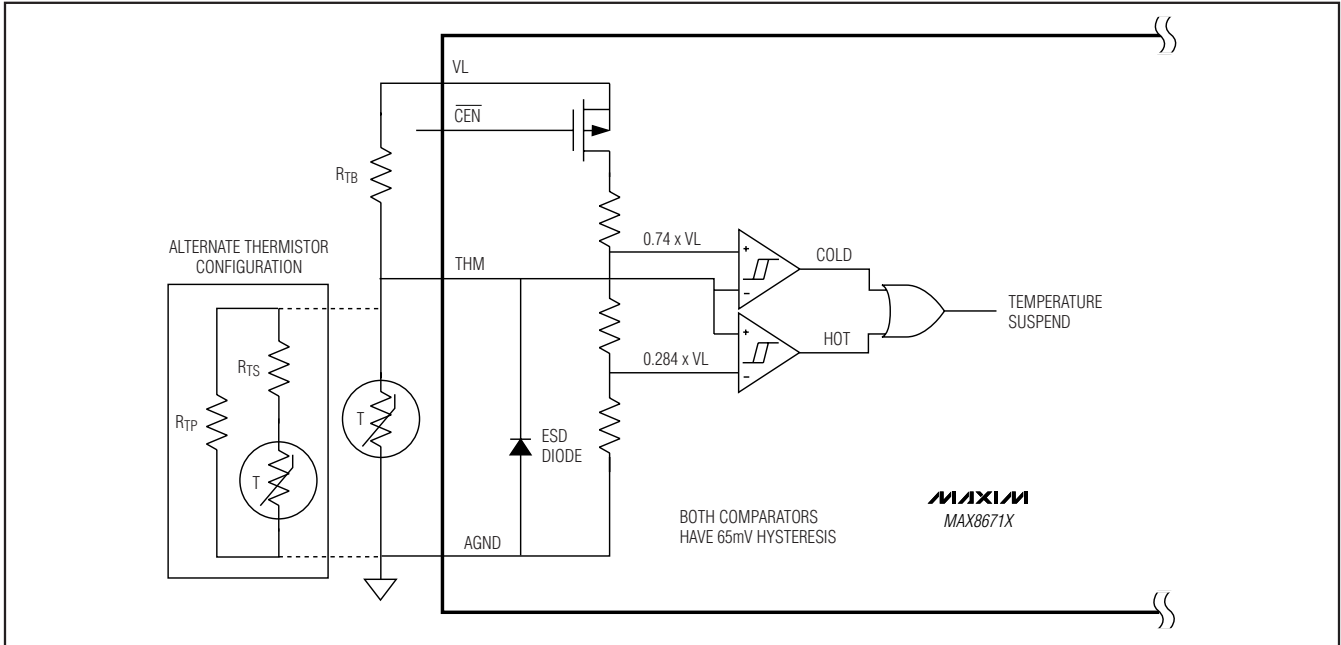 VL
CEN
RTB
ALTERNATE THERMISTOR
CONFIGURATION
THM
0.74 x VL
+
-
COLD
TEMPERATURE
SUSPEND
+
-
HOT
0.284 x VL
RTS
RTP
T
T
ESD
DIODE
BOTH COMPARATORS
HAVE 65mV HYSTERESIS
MAXIM
MAX8671X
AGND